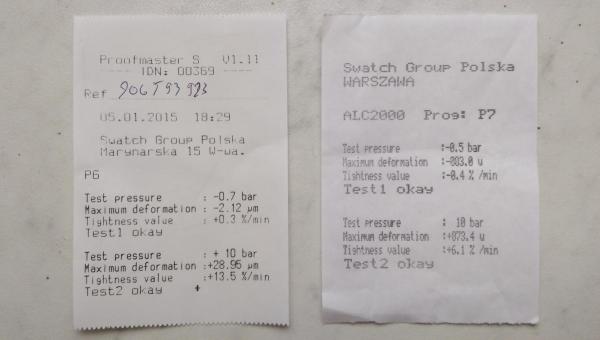 Proofmaster S V1.11
---- IDN: 00369 ----
Ref
05.01.2015 18:29
Swatch Group Polska
Marynarska 15 W-wa.
P6
Test pressure : -0.7 bar
Maximum deformation : -2.12 µm
Tightness value : +0.3 %/min
Test1 okay
Test pressure : + 10 bar
Maximum deformation :+28.95 µm
Tightness value :+13.5 %/min
Test2 okay +
Swatch Group Polska
WARSZAWA
ALC2000 Prog: P7
Test pressure :-0.5 bar
Maximum deformation :-803.0 u
Tightness value :-0.4 % /min
Test1 okay
Test pressure : 10 bar
Maximum deformation :+873.4 u
Tightness value :+6.1 % /min
Test2 okay